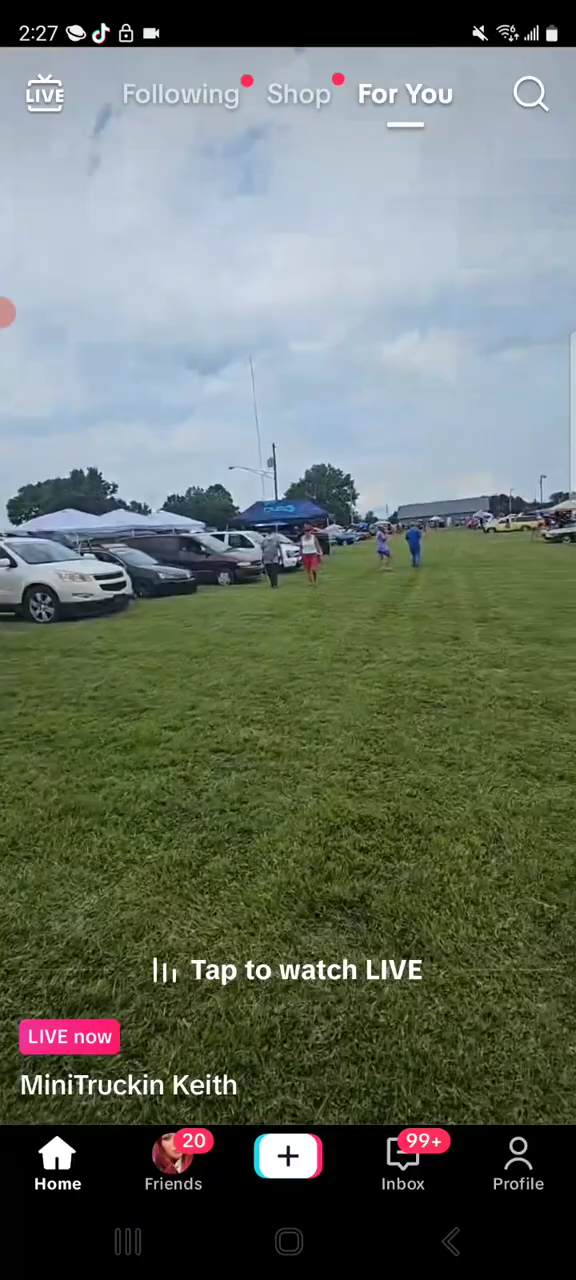 2:27
LIVE Following Shop For You
Tap to watch LIVE
LIVE now
MiniTruckin Keith
20 99+
Home Friends Inbox Profile